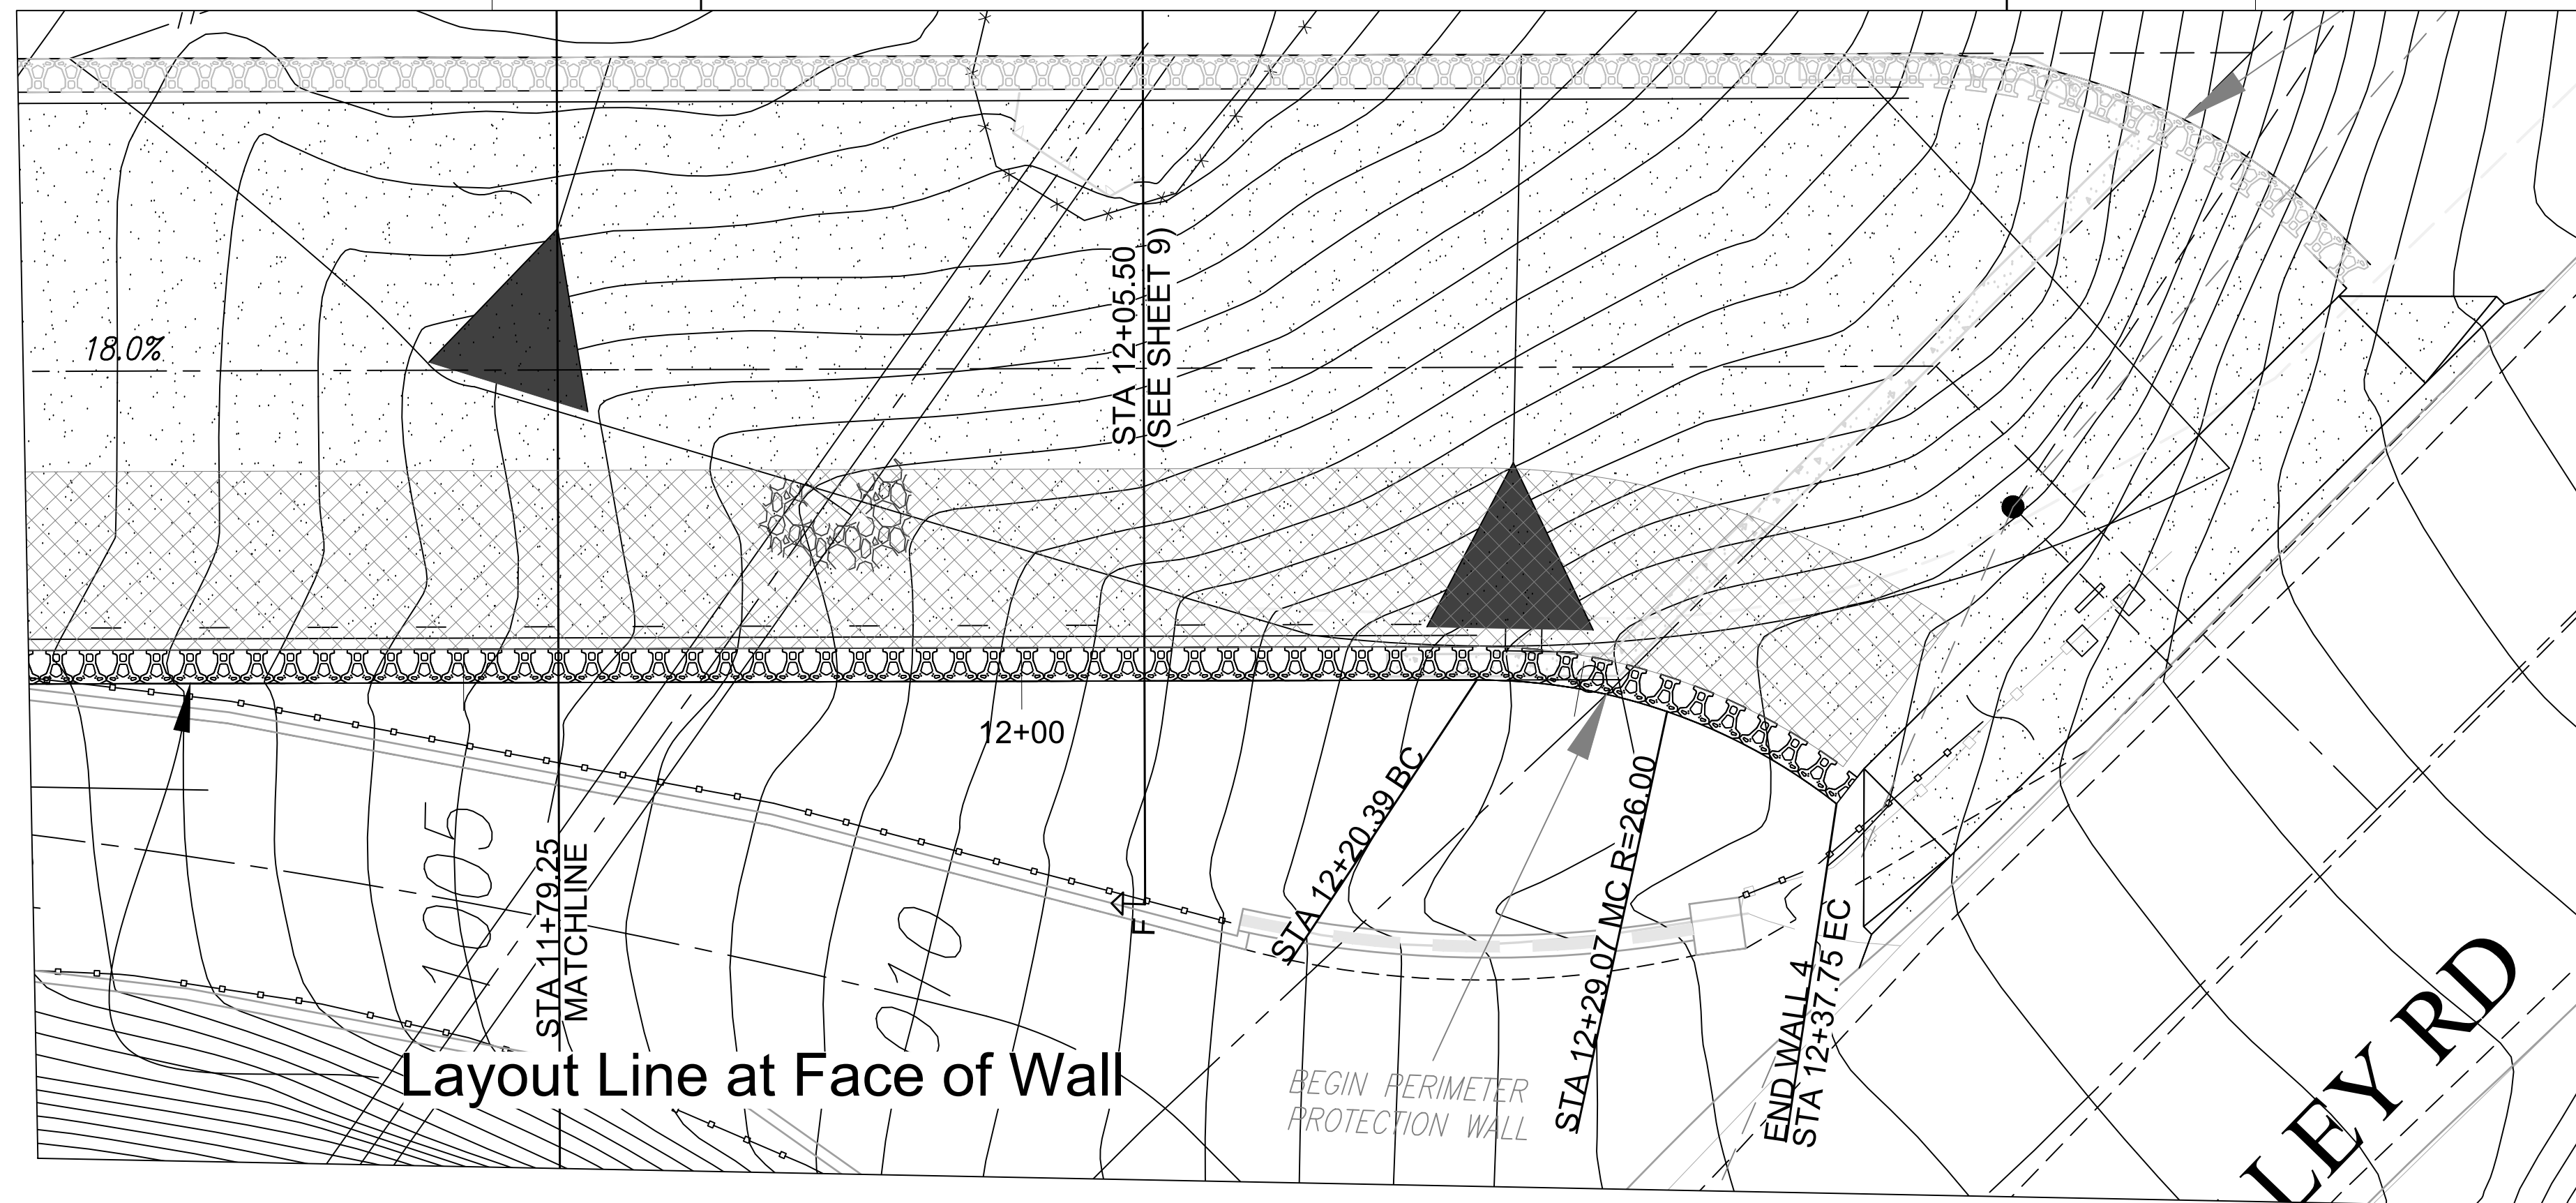 18.0%
STA 12+05.50
(SEE SHEET 9)
12+00
STA 12+20.39 BC
STA 12+29.07 MC R=26.00
END WALL 4
STA 12+37.75 EC
1005
STA 11+79.25
MATCHLINE
F
Layout Line at Face of Wall
BEGIN PERIMETER
PROTECTION WALL
LEY RD